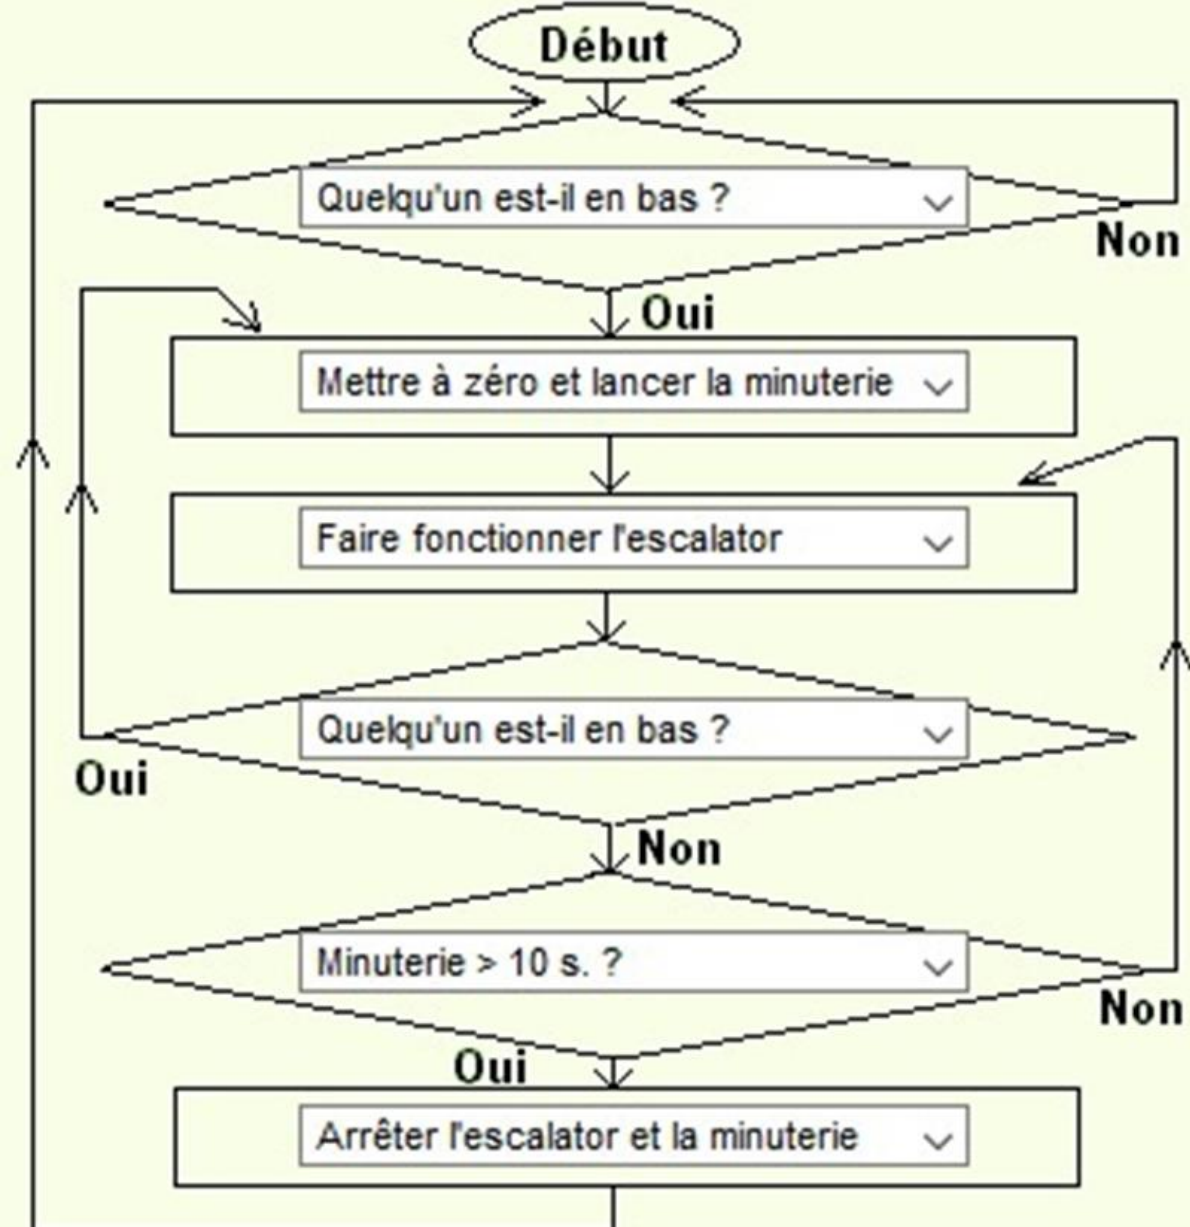 Début
Quelqu'un est-il en bas ?
Non
Oui
Mettre à zéro et lancer la minuterie
Faire fonctionner l'escalator
Quelqu'un est-il en bas ?
Oui
Non
Minuterie > 10 s. ?
Non
Oui
Arrêter l'escalator et la minuterie